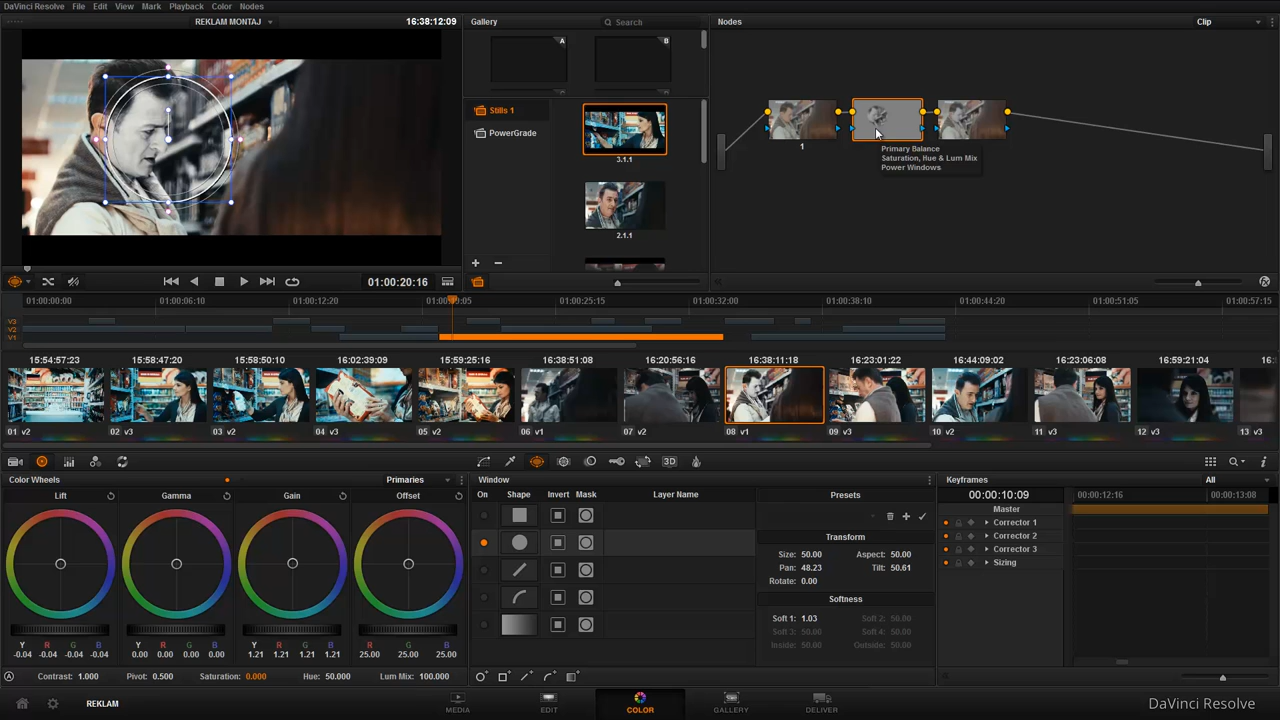 DaVinci Resolve File Edit View Mark Playback Color Nodes
REKLAM MONTAJ 16:38:12:09 Gallery Search Nodes Clip
A B
Stills 1
PowerGrade
3.1.1
2.1.1
1
Primary Balance
Saturation, Hue & Lum Mix
Power Windows
01:00:20:16
01:00:00:00 01:00:06:10 01:00:12:20 01:00:25:15 01:00:32:00 01:00:38:10 01:00:44:20 01:00:51:05 01:00:57:15
V3
V2
V1
15:54:57:23 15:58:47:20 15:58:50:10 16:02:39:09 15:59:25:16 16:38:51:08 16:20:56:16 16:38:11:18 16:23:01:22 16:44:09:02 16:23:06:08 16:59:21:04 16:
01 v2 02 v3 03 v2 04 v3 05 v2 06 v1 07 v2 08 v1 09 v3 10 v2 11 v3 12 v3 13 v3
3D
Color Wheels Primaries Window Keyframes All
Lift Gamma Gain Offset On Shape Invert Mask Layer Name Presets 00:00:10:09 00:00:12:16 00:00:13:08
Master
Corrector 1
Corrector 2
Corrector 3
Sizing
Transform
Size: 50.00 Aspect: 50.00
Pan: 48.23 Tilt: 50.61
Rotate: 0.00
Softness
Soft 1: 1.03 Soft 2: 50.00
Soft 3: 50.00 Soft 4: 50.00
Inside: 50.00 Outside: 50.00
Y R G B Y R G B Y R G B R G B
-0.04 -0.04 -0.04 -0.04 0.00 0.00 0.00 0.00 1.21 1.21 1.21 1.21 25.00 25.00 25.00
A Contrast: 1.000 Pivot: 0.500 Saturation: 0.000 Hue: 50.000 Lum Mix: 100.000
REKLAM MEDIA EDIT COLOR GALLERY DELIVER DaVinci Resolve